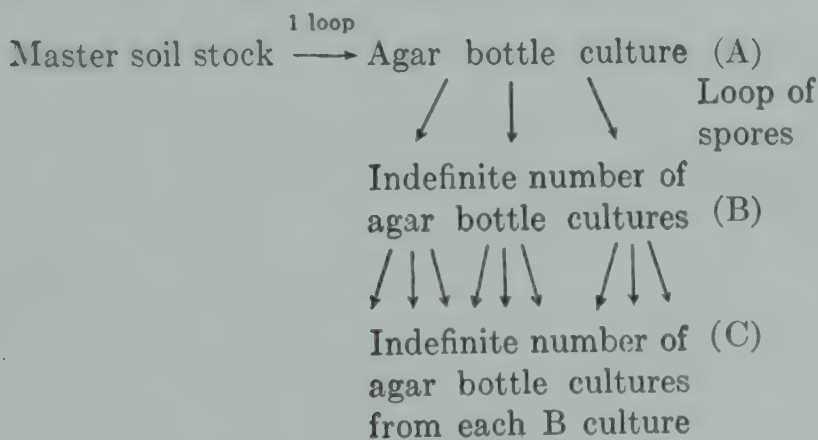 1 loop
Master soil stock → Agar bottle culture (A)
Loop of
spores
Indefinite number of
agar bottle cultures (B)
Indefinite number of (C)
agar bottle cultures
from each B culture